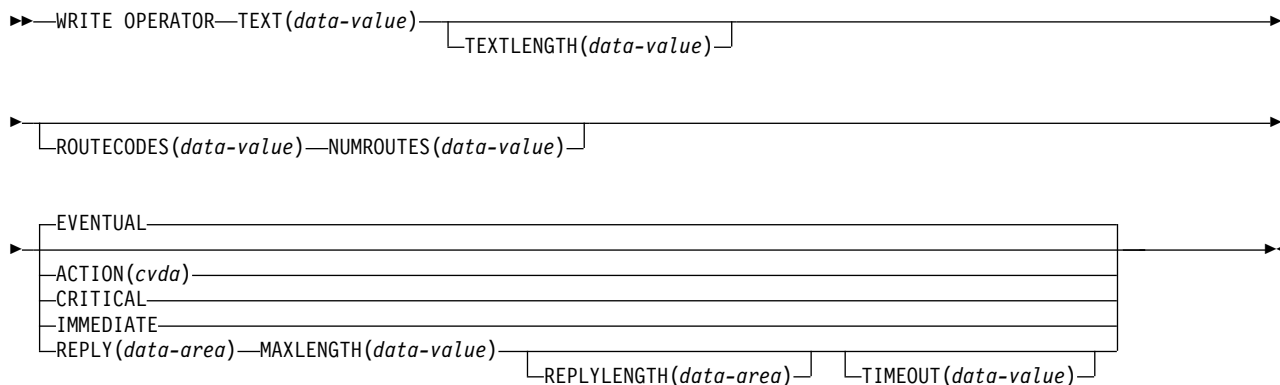 WRITE OPERATOR TEXT(data-value)
TEXTLENGTH(data-value)
ROUTECODES(data-value) NUMROUTES(data-value)
EVENTUAL
ACTION(cvda)
CRITICAL
IMMEDIATE
REPLY(data-area) MAXLENGTH(data-value)
REPLYLENGTH(data-area) TIMEOUT(data-value)